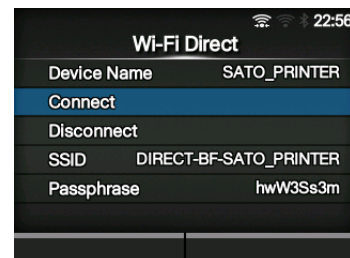 22:56
Wi-Fi Direct
Device Name SATO_PRINTER
Connect
Disconnect
SSID DIRECT-BF-SATO_PRINTER
Passphrase hwW3Ss3m